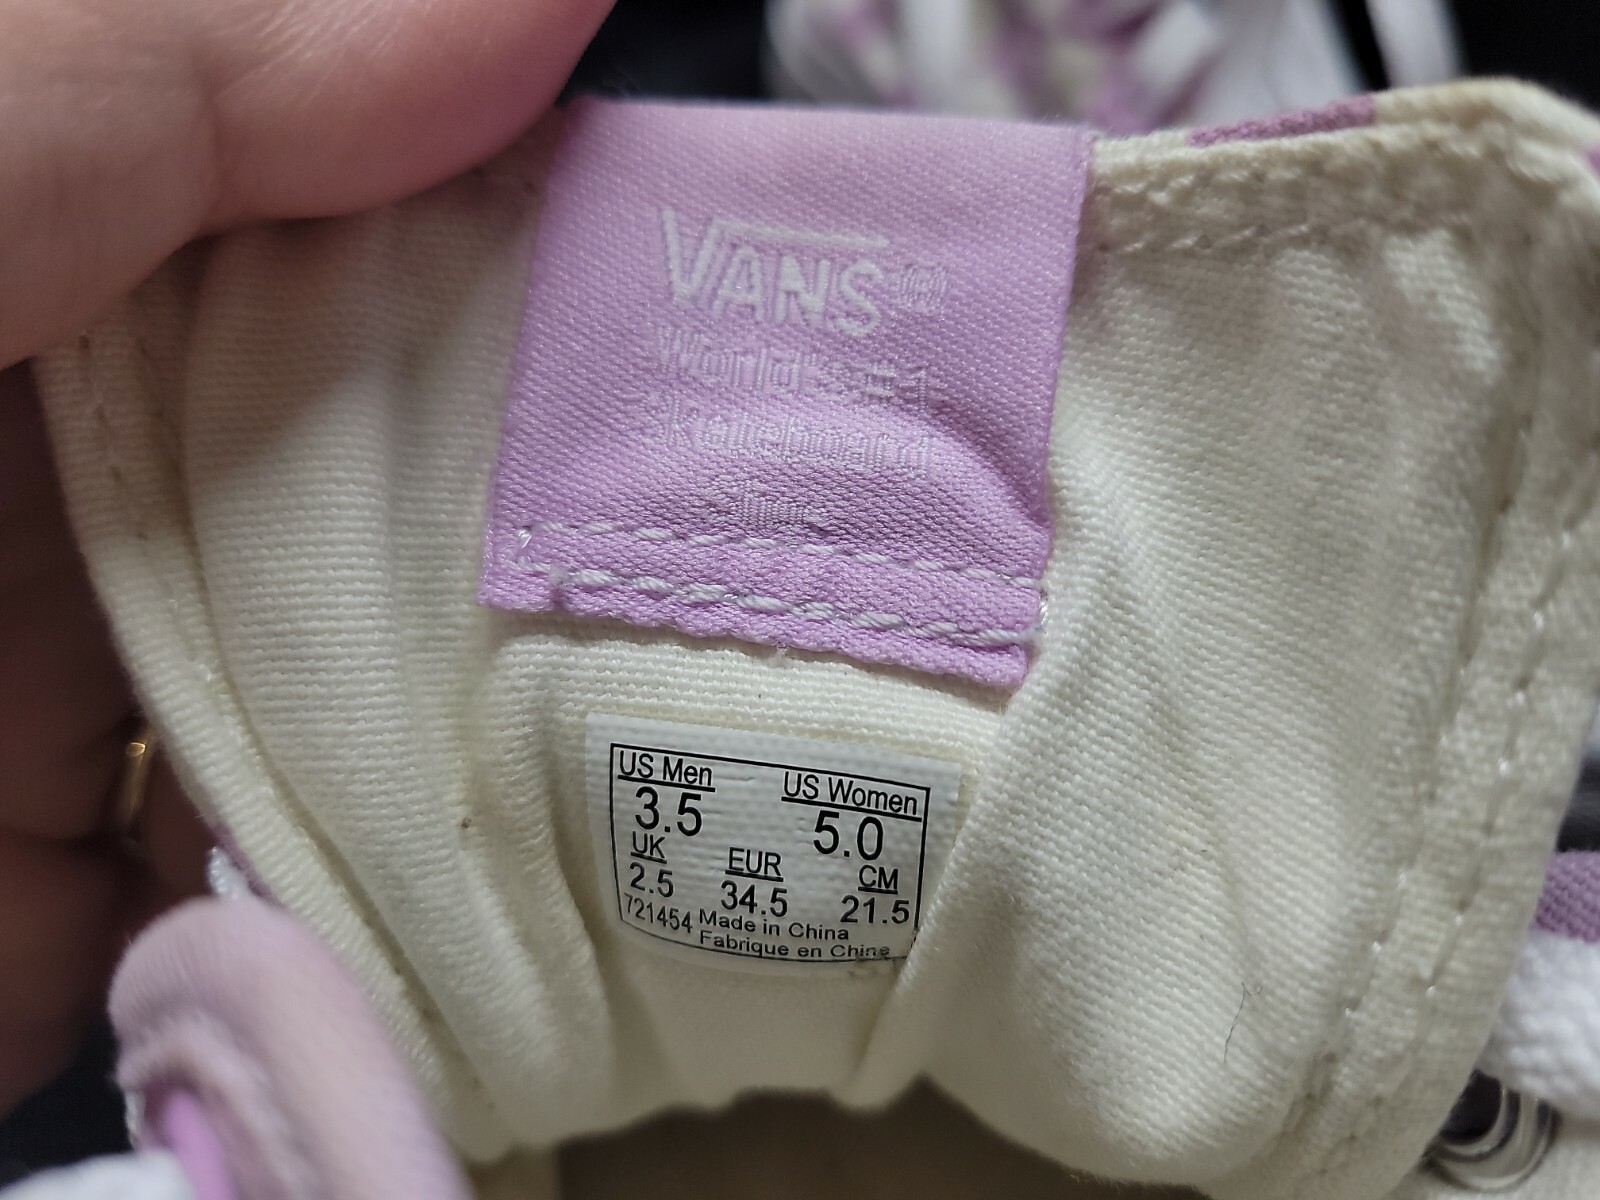 VANS®
World's #1
Skateboard
Shoe
US Men US Women
3.5 5.0
UK EUR CM
2.5 34.5 21.5
721454 Made in China
Fabrique en Chine